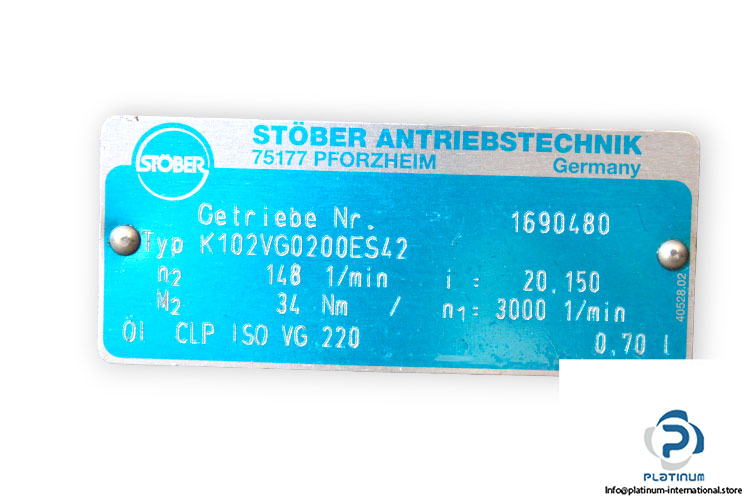 STÖBER
STÖBER ANTRIEBSTECHNIK
75177 PFORZHEIM Germany
Getriebe Nr. 1690480
Typ K102VG0200ES42
n2 148 1/min i = 20,150
M2 34 Nm / n1= 3000 1/min
Öl CLP ISO VG 220 0,70 l
40528.02
PLATINUM
Info@platinum-international.store